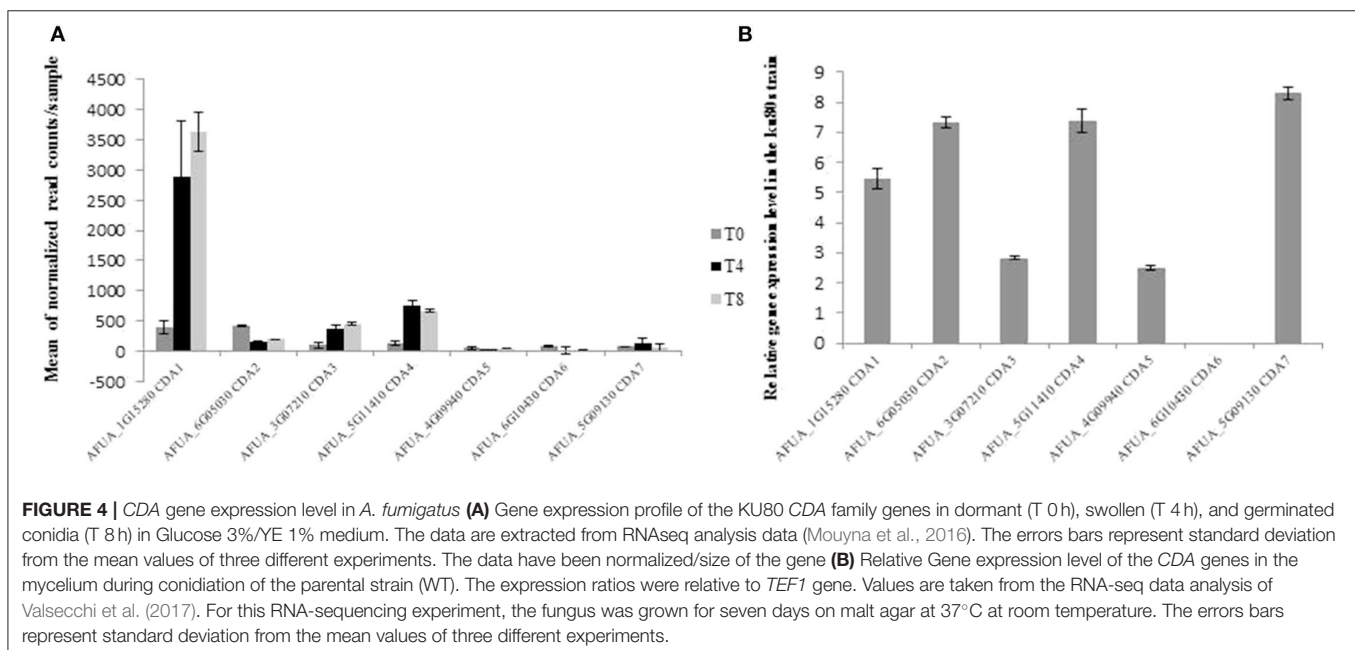 A
B
Mean of normalized read counts/sample
4500
4000
3500
3000
2500
2000
1500
1000
500
0
-500
T0
T4
T8
AFUA_1G15280 CDA1
AFUA_6G05030 CDA2
AFUA_3G07210 CDA3
AFUA_5G11410 CDA4
AFUA_4G09940 CDA5
AFUA_6G10430 CDA6
AFUA_5G09130 CDA7
Relative gene expression level in the ku80 strain
9
8
7
6
5
4
3
2
1
0
AFUA_1G15280 CDA1
AFUA_6G05030 CDA2
AFUA_3G07210 CDA3
AFUA_5G11410 CDA4
AFUA_4G09940 CDA5
AFUA_6G10430 CDA6
AFUA_5G09130 CDA7
FIGURE 4 | CDA gene expression level in A. fumigatus (A) Gene expression profile of the KU80 CDA family genes in dormant (T 0 h), swollen (T 4 h), and germinated
conidia (T 8 h) in Glucose 3%/YE 1% medium. The data are extracted from RNAseq analysis data (Mouyna et al., 2016). The errors bars represent standard deviation
from the mean values of three different experiments. The data have been normalized/size of the gene (B) Relative Gene expression level of the CDA genes in the
mycelium during conidiation of the parental strain (WT). The expression ratios were relative to TEF1 gene. Values are taken from the RNA-seq data analysis of
Valsecchi et al. (2017). For this RNA-sequencing experiment, the fungus was grown for seven days on malt agar at 37°C at room temperature. The errors bars
represent standard deviation from the mean values of three different experiments.